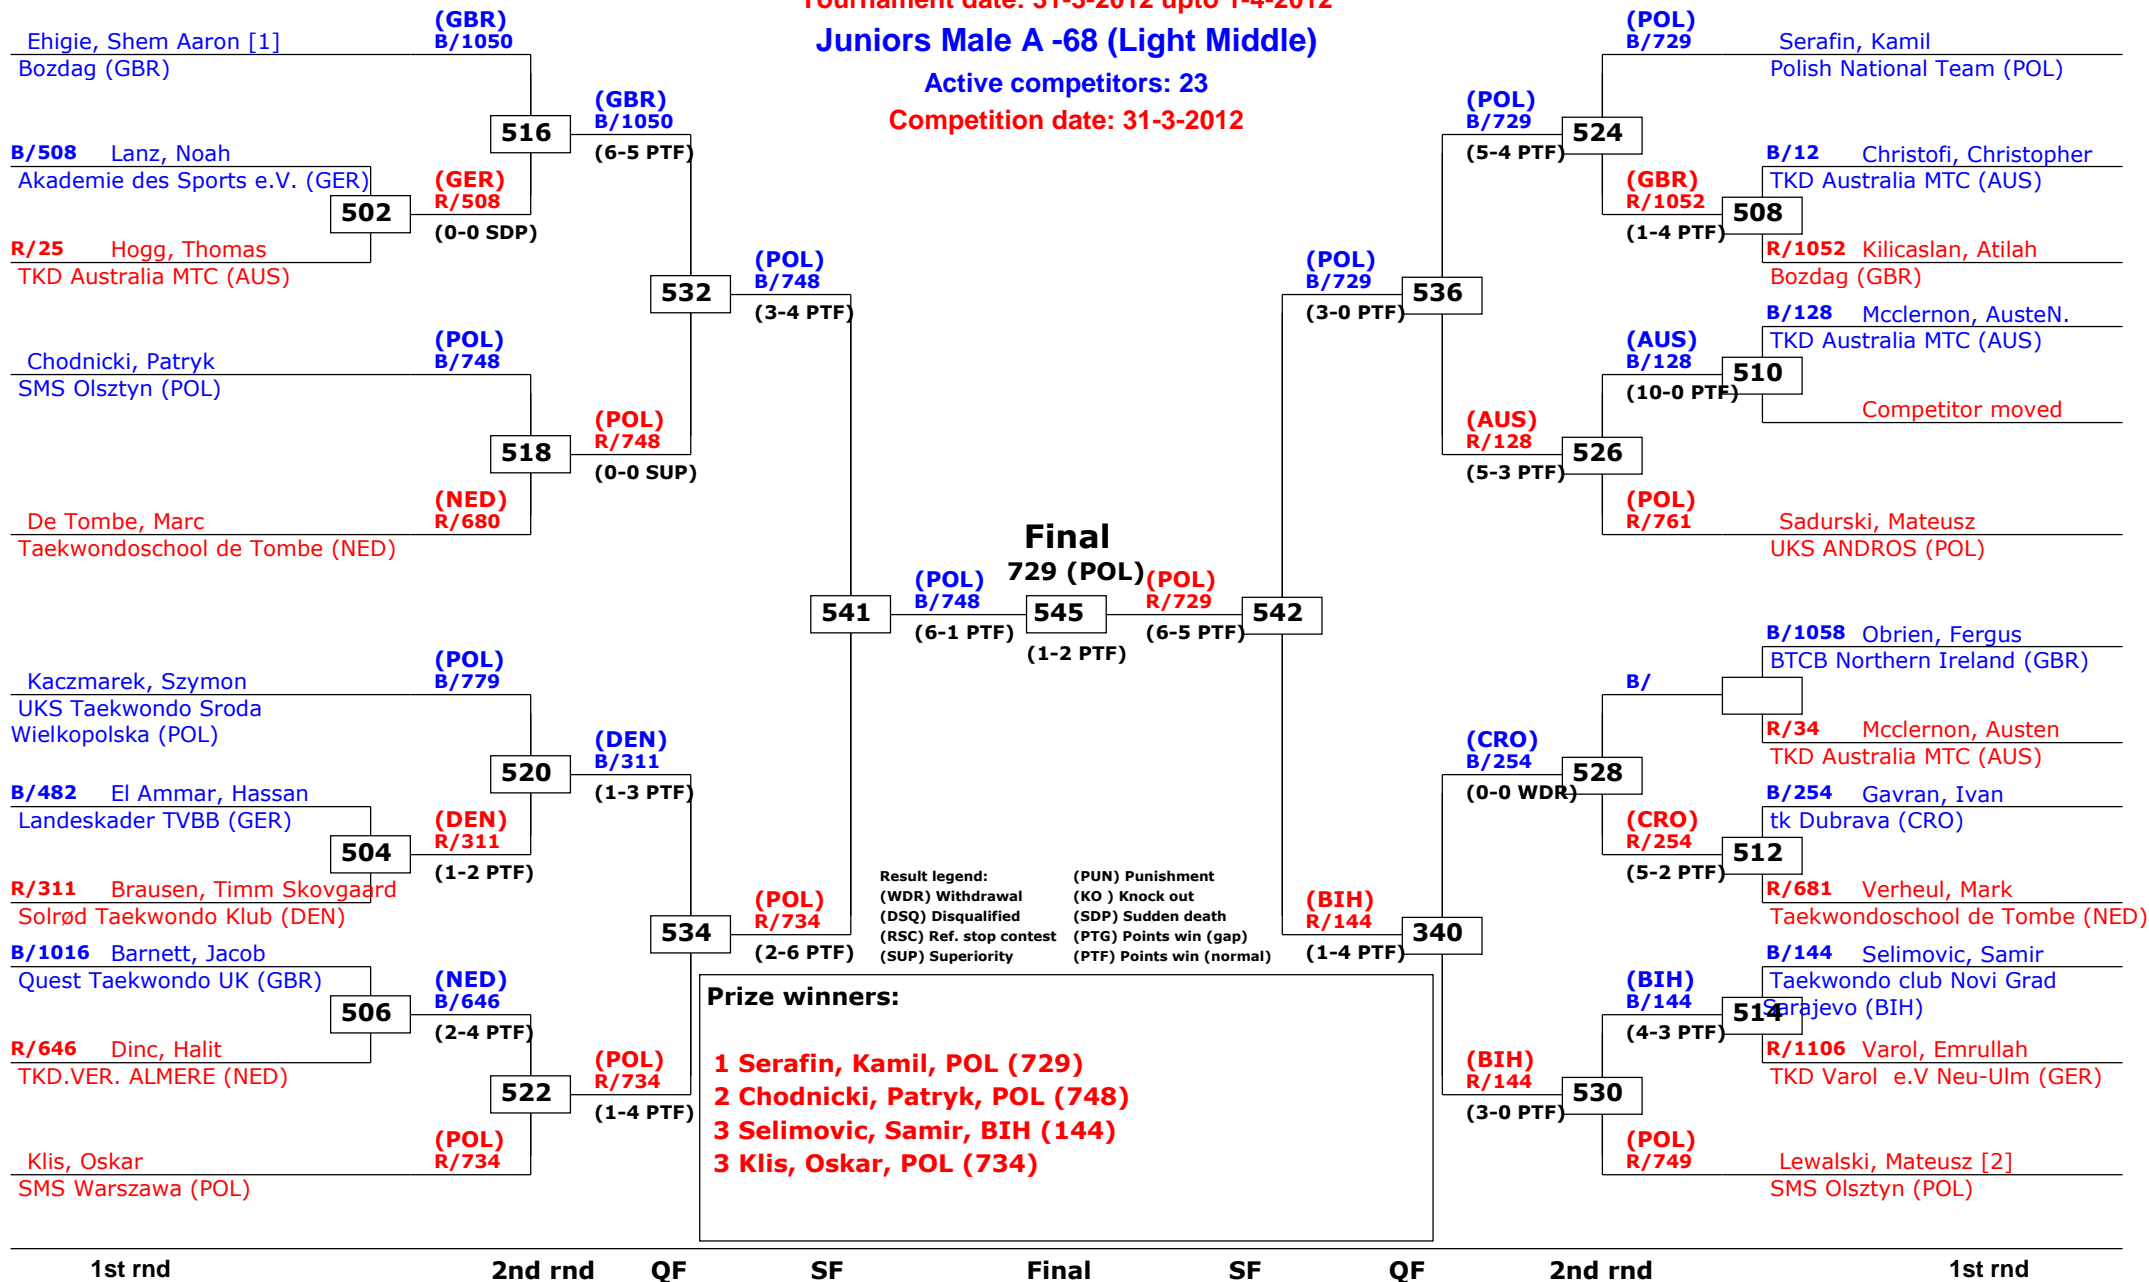 Tournament date: 31-3-2012 upto 1-4-2012
Juniors Male A -68 (Light Middle)
Active competitors: 23
Competition date: 31-3-2012
Ehigie, Shem Aaron [1]
Bozdag (GBR)
(GBR)
B/1050
B/508 Lanz, Noah
Akademie des Sports e.V. (GER)
502
R/25 Hogg, Thomas
TKD Australia MTC (AUS)
(GER)
R/508
(0-0 SDP)
516
(GBR)
B/1050
(6-5 PTF)
Chodnicki, Patryk
SMS Olsztyn (POL)
(POL)
B/748
518
(POL)
R/748
(0-0 SUP)
De Tombe, Marc
Taekwondoschool de Tombe (NED)
(NED)
R/680
532
(POL)
B/748
(3-4 PTF)
Kaczmarek, Szymon
UKS Taekwondo Sroda
Wielkopolska (POL)
(POL)
B/779
B/482 El Ammar, Hassan
Landeskader TVBB (GER)
504
R/311 Brausen, Timm Skovgaard
Solrød Taekwondo Klub (DEN)
(DEN)
R/311
(1-2 PTF)
520
(DEN)
B/311
(1-3 PTF)
B/1016 Barnett, Jacob
Quest Taekwondo UK (GBR)
506
R/646 Dinc, Halit
TKD.VER. ALMERE (NED)
(NED)
B/646
(2-4 PTF)
522
(POL)
R/734
(1-4 PTF)
Klis, Oskar
SMS Warszawa (POL)
(POL)
R/734
534
(POL)
R/734
(2-6 PTF)
541
(POL)
B/748
(6-1 PTF)
Final
729 (POL)
545
(1-2 PTF)
(POL)
R/729
(6-5 PTF)
542
(POL)
B/729
Serafin, Kamil
Polish National Team (POL)
(POL)
B/729
(5-4 PTF)
524
B/12 Christofi, Christopher
TKD Australia MTC (AUS)
(GBR)
R/1052
(1-4 PTF)
508
R/1052 Kilicaslan, Atilah
Bozdag (GBR)
(POL)
B/729
(3-0 PTF)
536
B/128 Mcclernon, AusteN.
TKD Australia MTC (AUS)
(AUS)
B/128
(10-0 PTF)
510
Competitor moved
(AUS)
R/128
(5-3 PTF)
526
(POL)
R/761
Sadurski, Mateusz
UKS ANDROS (POL)
B/1058 Obrien, Fergus
BTCB Northern Ireland (GBR)
B/
R/34 Mcclernon, Austen
TKD Australia MTC (AUS)
(CRO)
B/254
(0-0 WDR)
528
B/254 Gavran, Ivan
tk Dubrava (CRO)
(CRO)
R/254
(5-2 PTF)
512
R/681 Verheul, Mark
Taekwondoschool de Tombe (NED)
(BIH)
R/144
(1-4 PTF)
340
B/144 Selimovic, Samir
Taekwondo club Novi Grad
Sarajevo (BIH)
(BIH)
B/144
(4-3 PTF)
514
R/1106 Varol, Emrullah
TKD Varol e.V Neu-Ulm (GER)
(BIH)
R/144
(3-0 PTF)
530
(POL)
R/749
Lewalski, Mateusz [2]
SMS Olsztyn (POL)
Result legend:
(WDR) Withdrawal
(DSQ) Disqualified
(RSC) Ref. stop contest
(SUP) Superiority
(PUN) Punishment
(KO ) Knock out
(SDP) Sudden death
(PTG) Points win (gap)
(PTF) Points win (normal)
Prize winners:
1 Serafin, Kamil, POL (729)
2 Chodnicki, Patryk, POL (748)
3 Selimovic, Samir, BIH (144)
3 Klis, Oskar, POL (734)
1st rnd 2nd rnd QF SF Final SF QF 2nd rnd 1st rnd